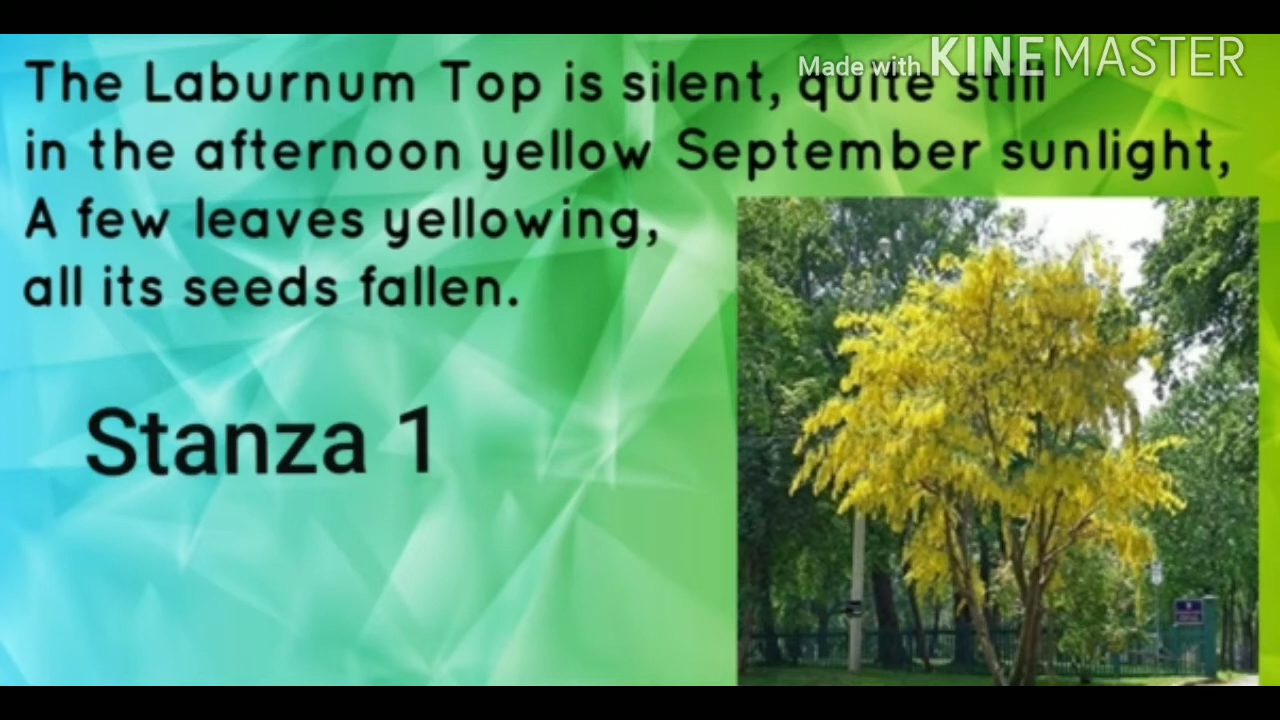 Made with KINEMASTER
The Laburnum Top is silent, quite still
in the afternoon yellow September sunlight,
A few leaves yellowing,
all its seeds fallen.
Stanza 1